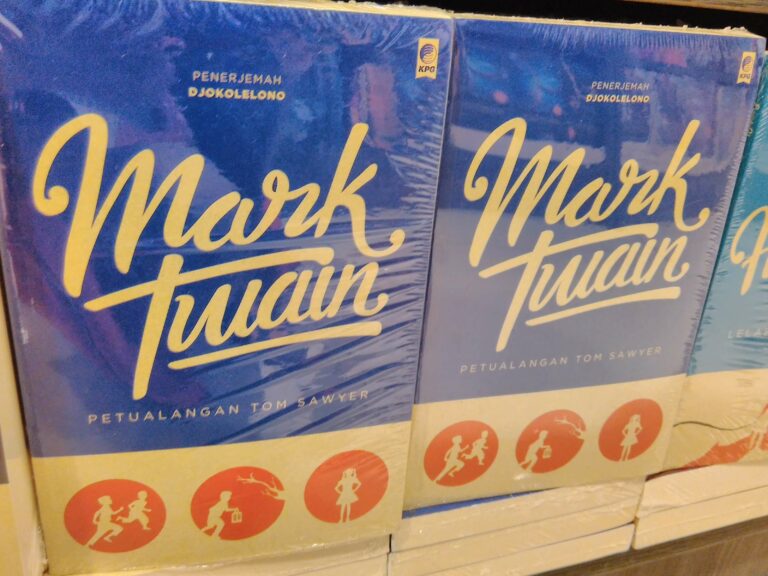 PENERJEMAH
DJOKOLELONO
KPG
Mark
Twain
PETUALANGAN TOM SAWYER
PENERJEMAH
DJOKOLELONO
KPG
Mark
Twain
PETUALANGAN TOM SAWYER